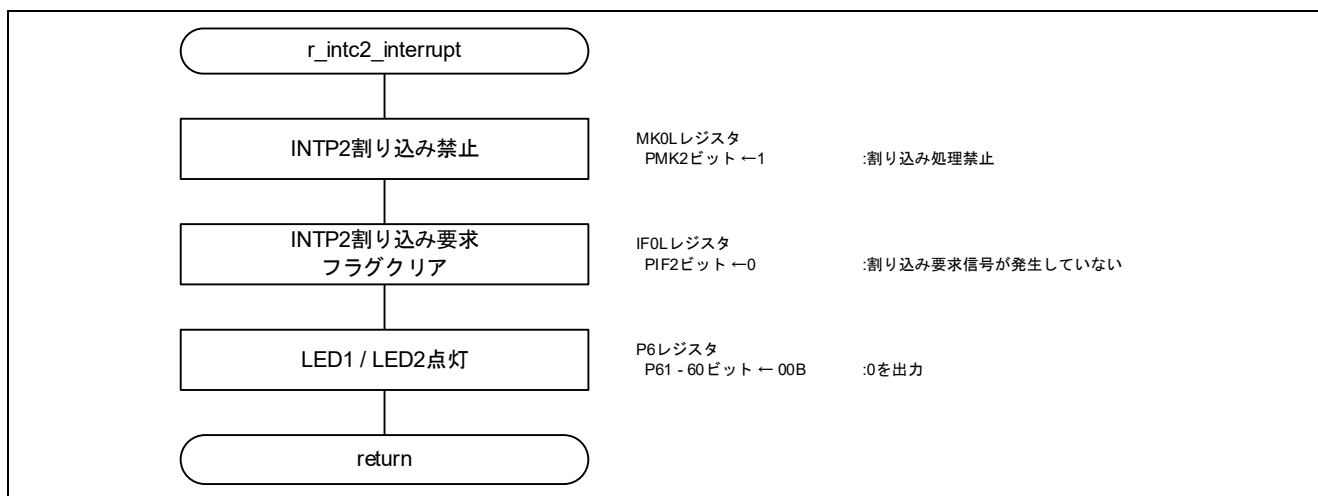 r_intc2_interrupt
INTP2割り込み禁止
MK0Lレジスタ
PMK2ビット ←1 :割り込み処理禁止
INTP2割り込み要求
フラグクリア
IF0Lレジスタ
PIF2ビット ←0 :割り込み要求信号が発生していない
LED1 / LED2点灯
P6レジスタ
P61 - 60ビット ← 00B :0を出力
return